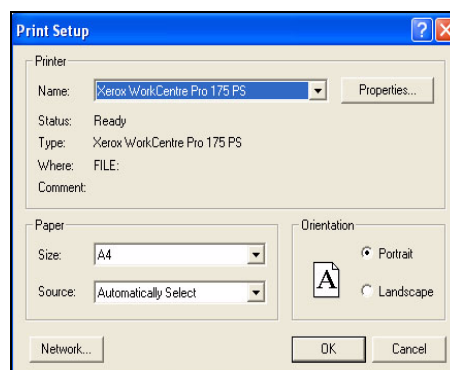 Print Setup
Printer
Name: Xerox WorkCentre Pro 175 PS Properties...
Status: Ready
Type: Xerox WorkCentre Pro 175 PS
Where: FILE:
Comment:
Paper
Size: A4
Source: Automatically Select
Orientation
A
Portrait
Landscape
Network... OK Cancel